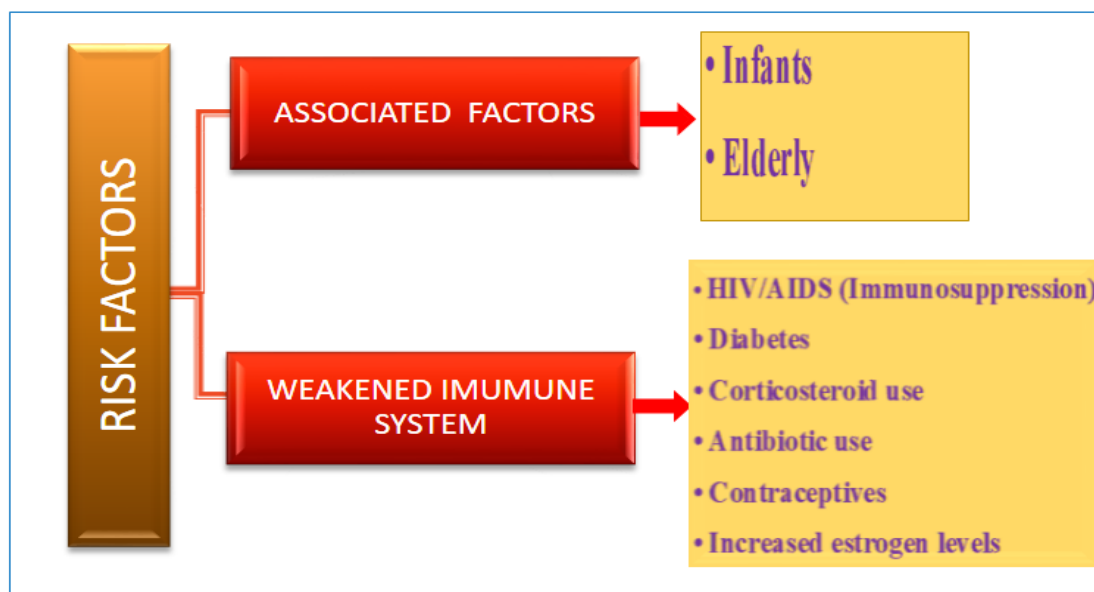 RISK FACTORS
ASSOCIATED FACTORS
• Infants
• Elderly
WEAKENED IMUMUNE
SYSTEM
• HIV/AIDS (Immunosuppression)
• Diabetes
• Corticosteroid use
• Antibiotic use
• Contraceptives
• Increased estrogen levels